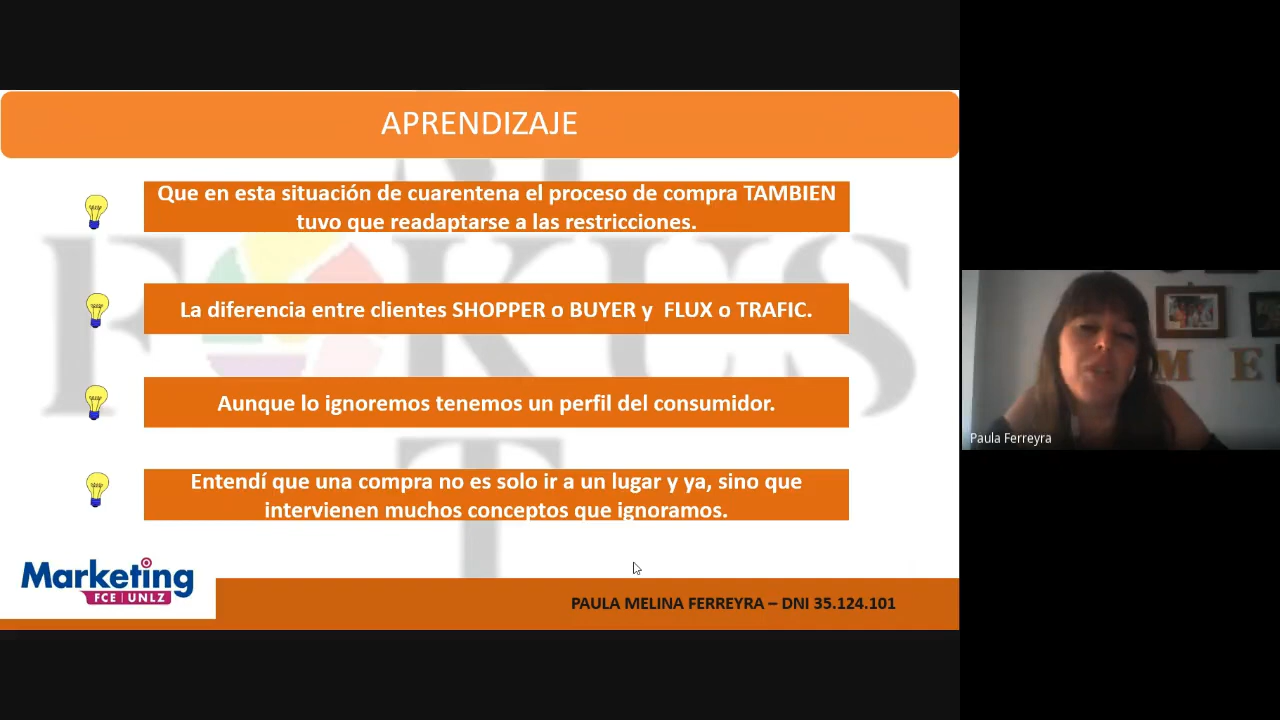 APRENDIZAJE
Que en esta situación de cuarentena el proceso de compra TAMBIEN
tuvo que readaptarse a las restricciones.
La diferencia entre clientes SHOPPER o BUYER y FLUX o TRAFIC.
Aunque lo ignoremos tenemos un perfil del consumidor.
Entendí que una compra no es solo ir a un lugar y ya, sino que
intervienen muchos conceptos que ignoramos.
Marketing
FCE | UNLZ
PAULA MELINA FERREYRA – DNI 35.124.101
M E
Paula Ferreyra